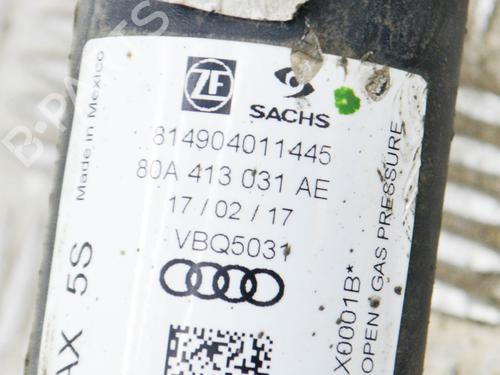 ZF
SACHS
814904011445
80A 413 031 AE
17/02/17
VBQ5031
Made in Mexico
AX 5S
X0001B*
OPEN! GAS PRESSURE
B-PARTS